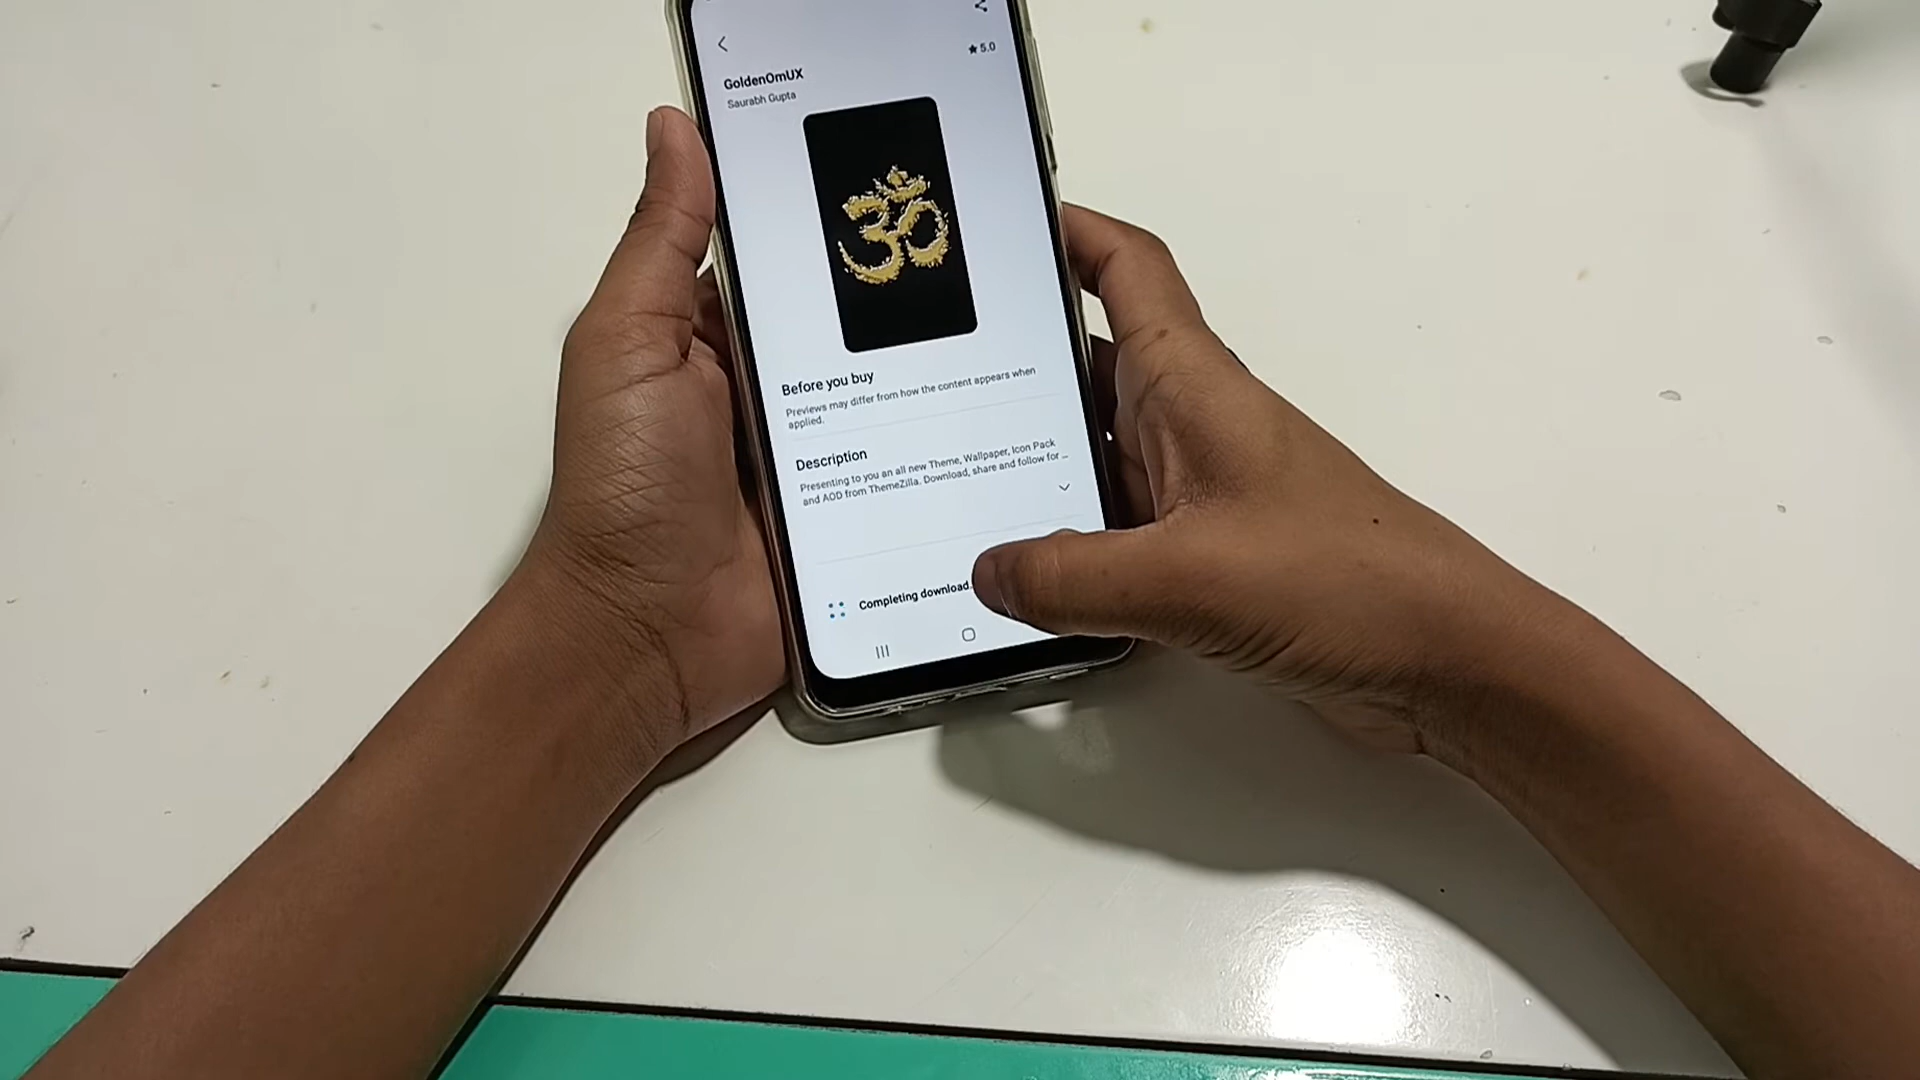 ★ 5.0
GoldenOmUX
Saurabh Gupta
ॐ
Before you buy
Previews may differ from how the content appears when
applied.
Description
Presenting to you an all new Theme, Wallpaper, Icon Pack
and AOD from ThemeZilla. Download, share and follow for ...
Completing download.